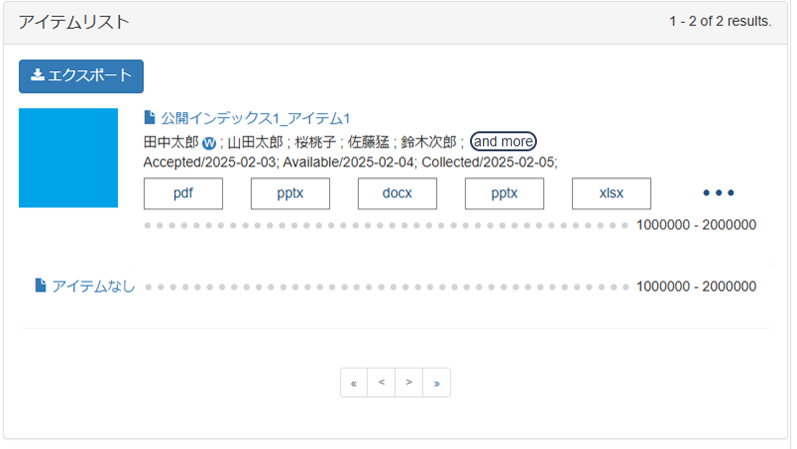 アイテムリスト 1 - 2 of 2 results.
エクスポート
公開インデックス1_アイテム1
田中太郎 W ; 山田太郎 ; 桜桃子 ; 佐藤猛 ; 鈴木次郎 ; and more
Accepted/2025-02-03; Available/2025-02-04; Collected/2025-02-05;
pdf pptx docx pptx xlsx •••
1000000 - 2000000
アイテムなし 1000000 - 2000000
« < > »